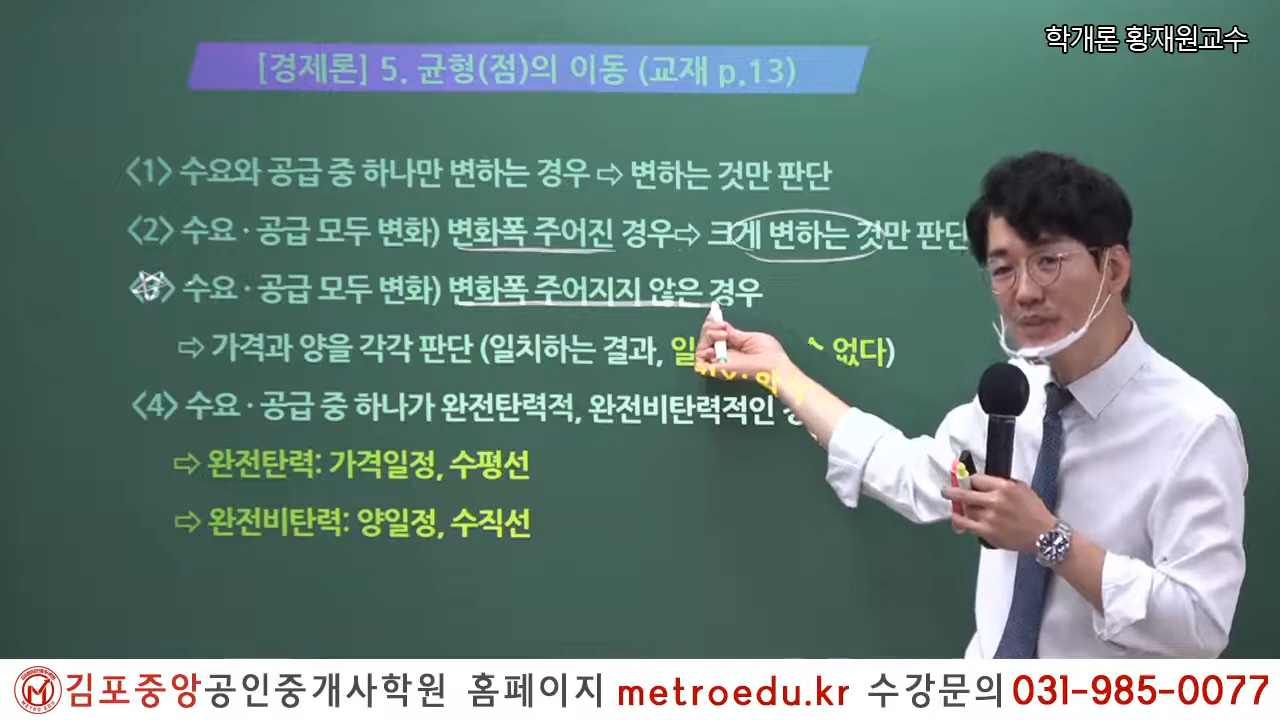 학개론 황재원교수
[경제론] 5. 균형(점)의 이동 (교재 p.13)
<1> 수요와 공급 중 하나만 변하는 경우 ⇨ 변하는 것만 판단
<2> 수요·공급 모두 변화) 변화폭 주어진 경우⇨ 크게 변하는 것만 판단
수요·공급 모두 변화) 변화폭 주어지지 않은 경우
⇨ 가격과 양을 각각 판단 (일치하는 결과, 일 없다)
<4> 수요·공급 중 하나가 완전탄력적, 완전비탄력적인
⇨ 완전탄력: 가격일정, 수평선
⇨ 완전비탄력: 양일정, 수직선
METRO EDU 김포중앙공인중개사학원 홈페이지 metroedu.kr 수강문의 031-985-0077